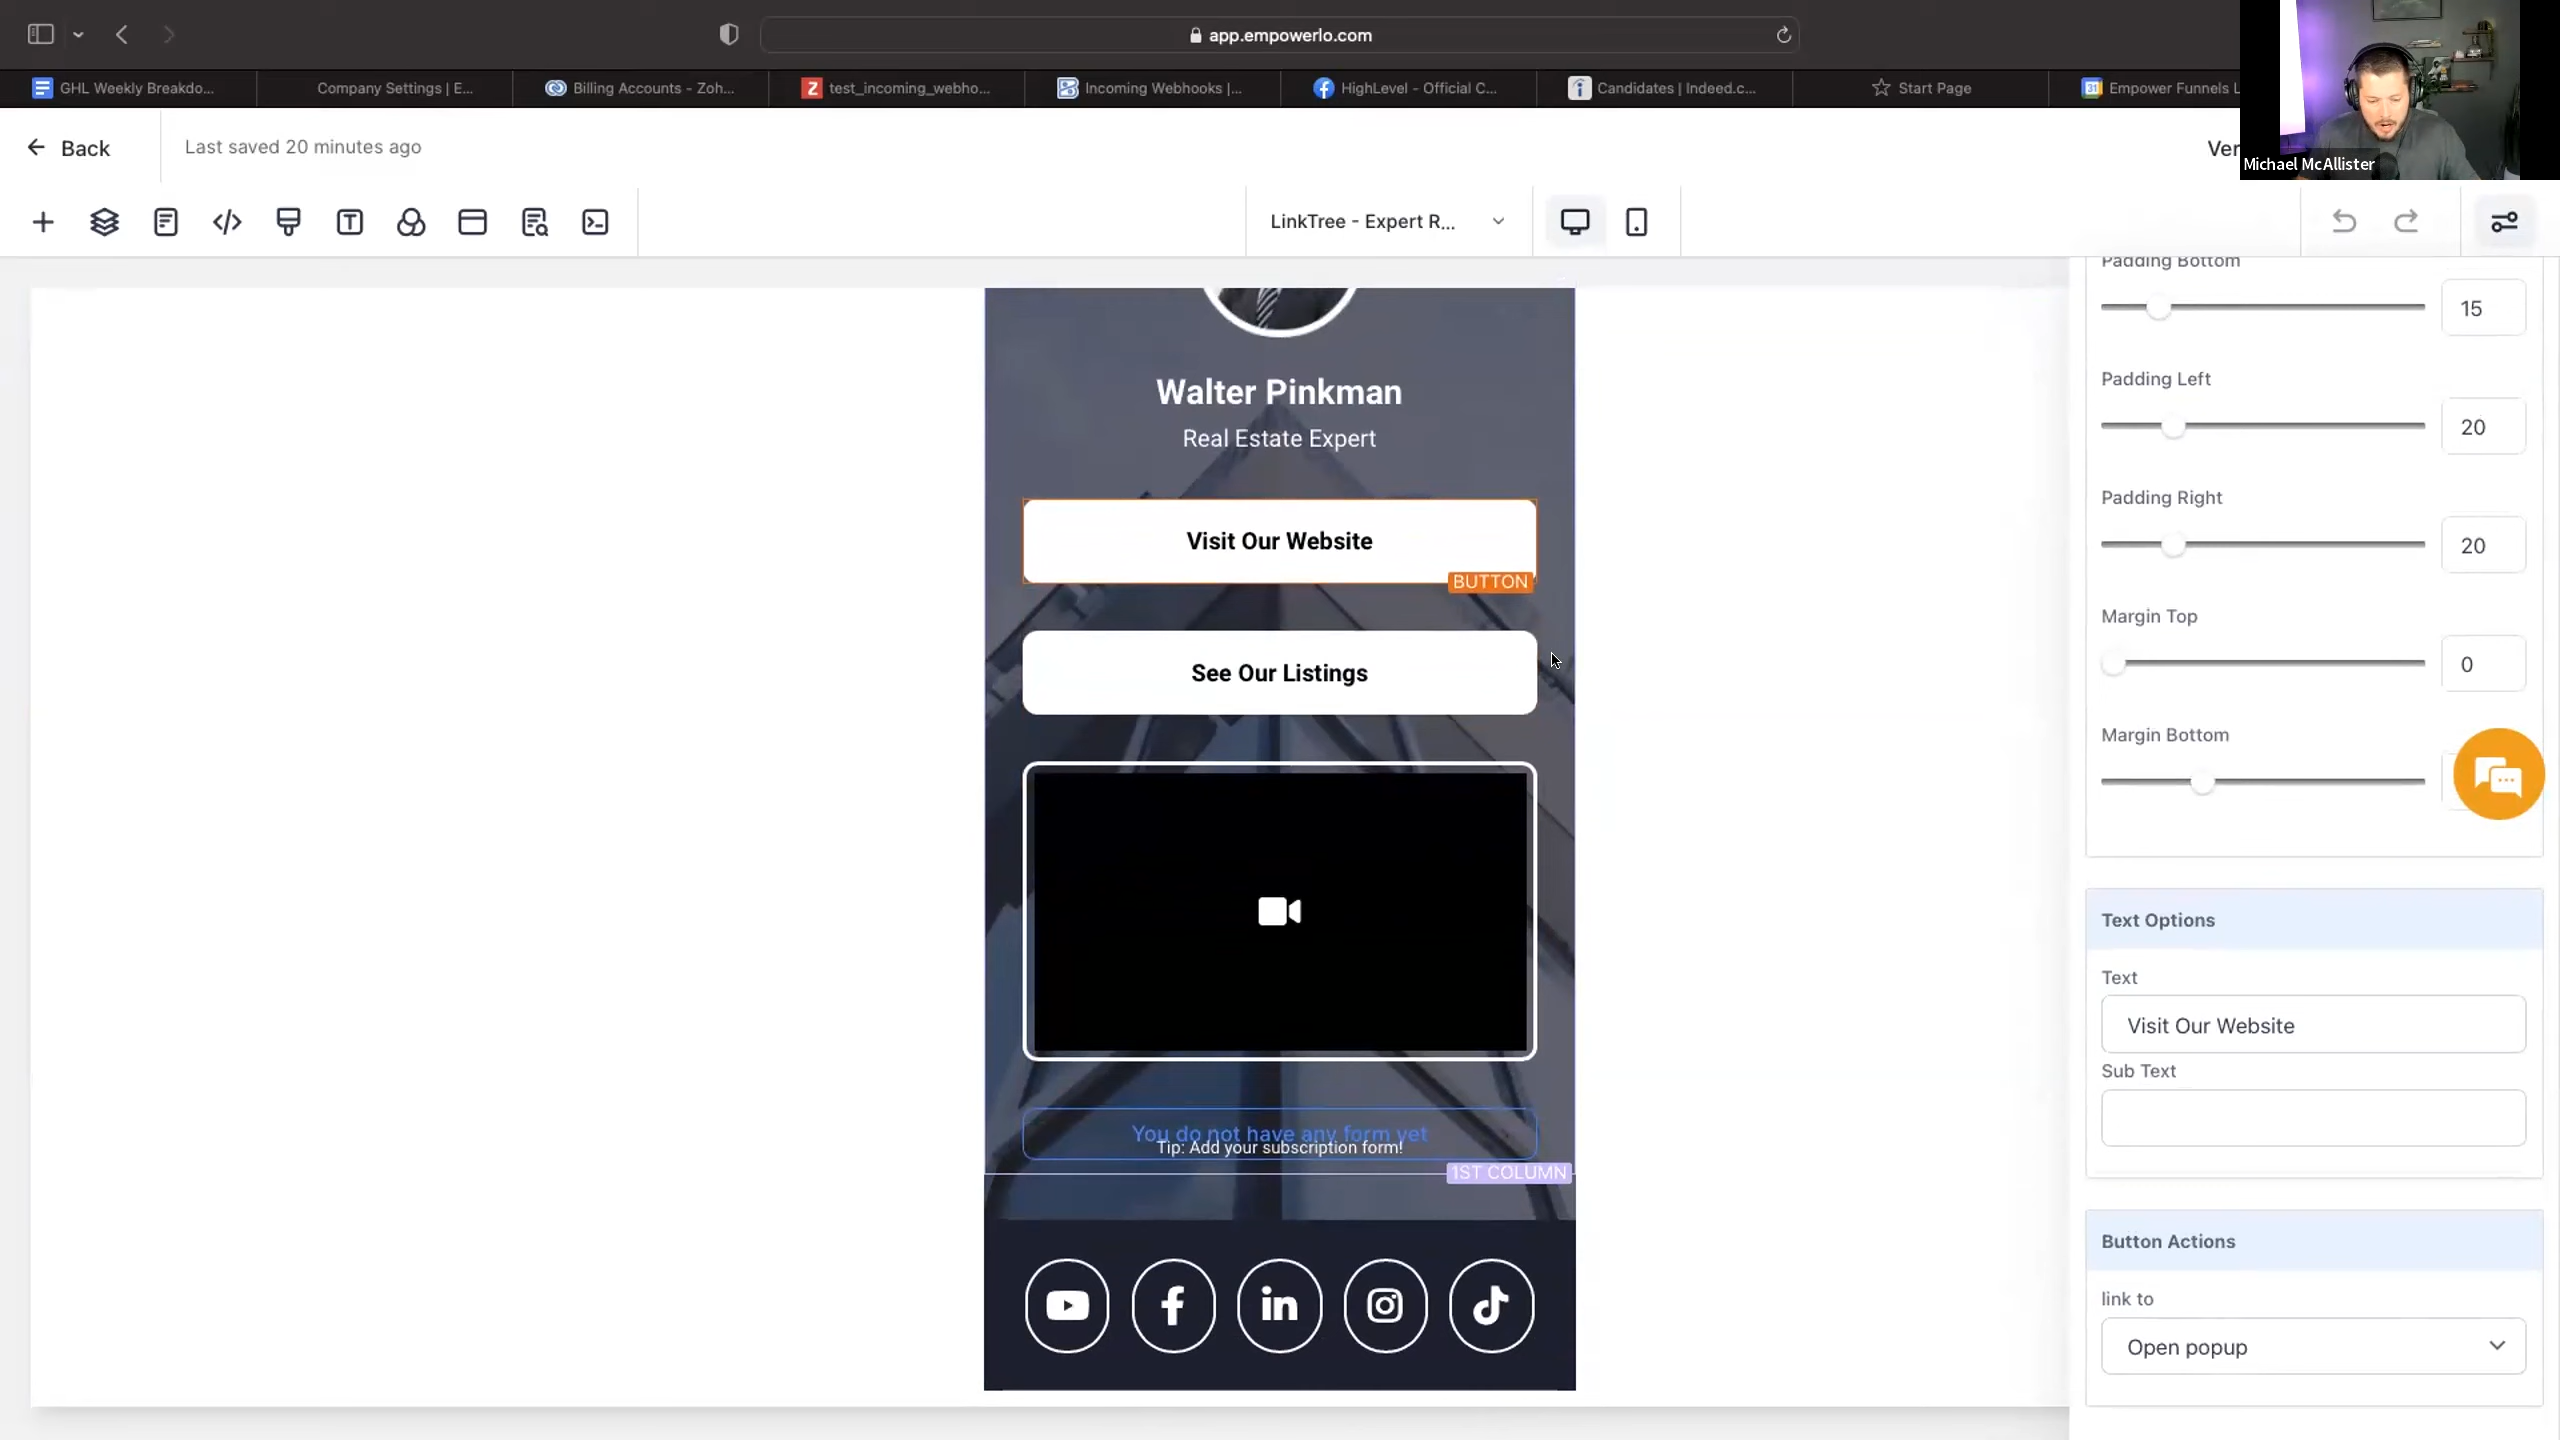 app.empowerlo.com
GHL Weekly Breakdo...
Company Settings | E...
Billing Accounts - Zoh...
test_incoming_webho...
Incoming Webhooks |...
HighLevel - Official C...
Candidates | Indeed.c...
Start Page
31
Empower Funnels L
Michael McAllister
Back
Last saved 20 minutes ago
Ver
LinkTree - Expert R...
Padding Bottom
15
Padding Left
20
Padding Right
20
Margin Top
0
Margin Bottom
Walter Pinkman
Real Estate Expert
Visit Our Website
BUTTON
See Our Listings
You do not have any form yet
Tip: Add your subscription form!
1ST COLUMN
Text Options
Text
Visit Our Website
Sub Text
Button Actions
link to
Open popup